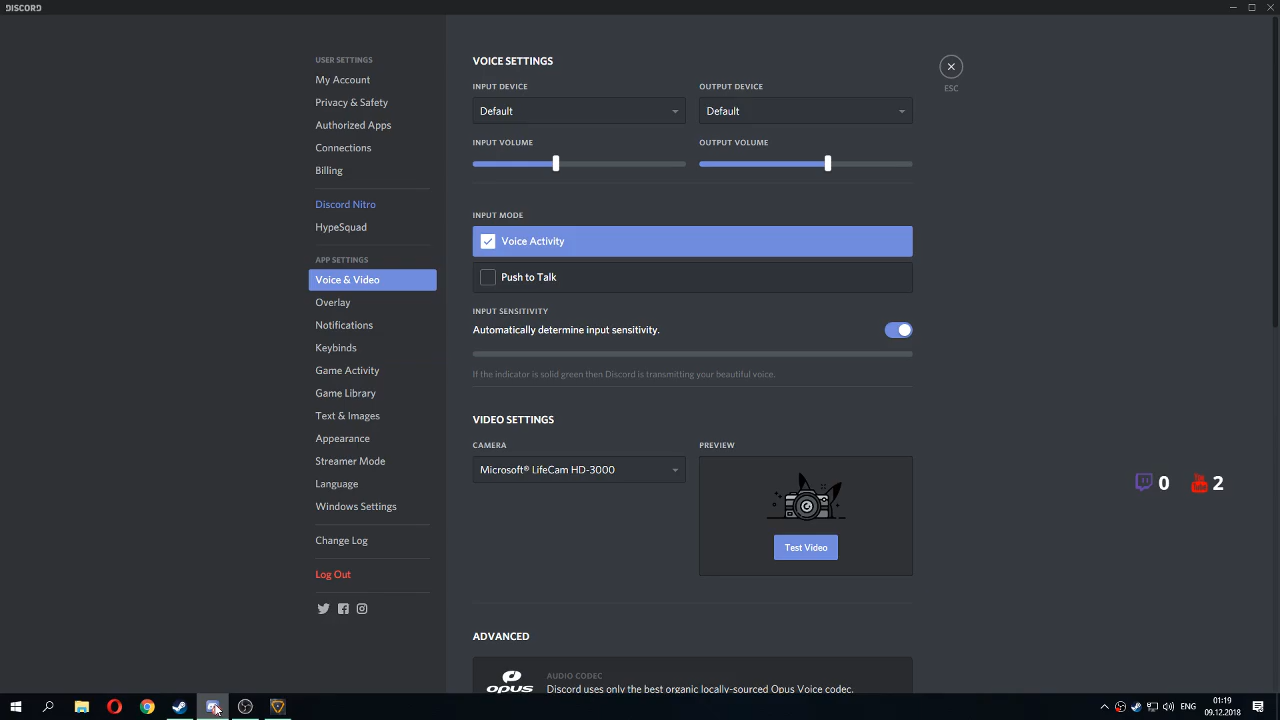 DISCORD
USER SETTINGS
My Account
Privacy & Safety
Authorized Apps
Connections
Billing
Discord Nitro
HypeSquad
APP SETTINGS
Voice & Video
Overlay
Notifications
Keybinds
Game Activity
Game Library
Text & Images
Appearance
Streamer Mode
Language
Windows Settings
Change Log
Log Out
VOICE SETTINGS
INPUT DEVICE
Default
OUTPUT DEVICE
Default
INPUT VOLUME
OUTPUT VOLUME
INPUT MODE
Voice Activity
Push to Talk
INPUT SENSITIVITY
Automatically determine input sensitivity.
If the indicator is solid green then Discord is transmitting your beautiful voice.
VIDEO SETTINGS
CAMERA
Microsoft® LifeCam HD-3000
PREVIEW
Test Video
ADVANCED
opus
AUDIO CODEC
Discord uses only the best organic locally-sourced Opus Voice codec.
ESC
0
You Tube
2
ENG
01:19
09.12.2018